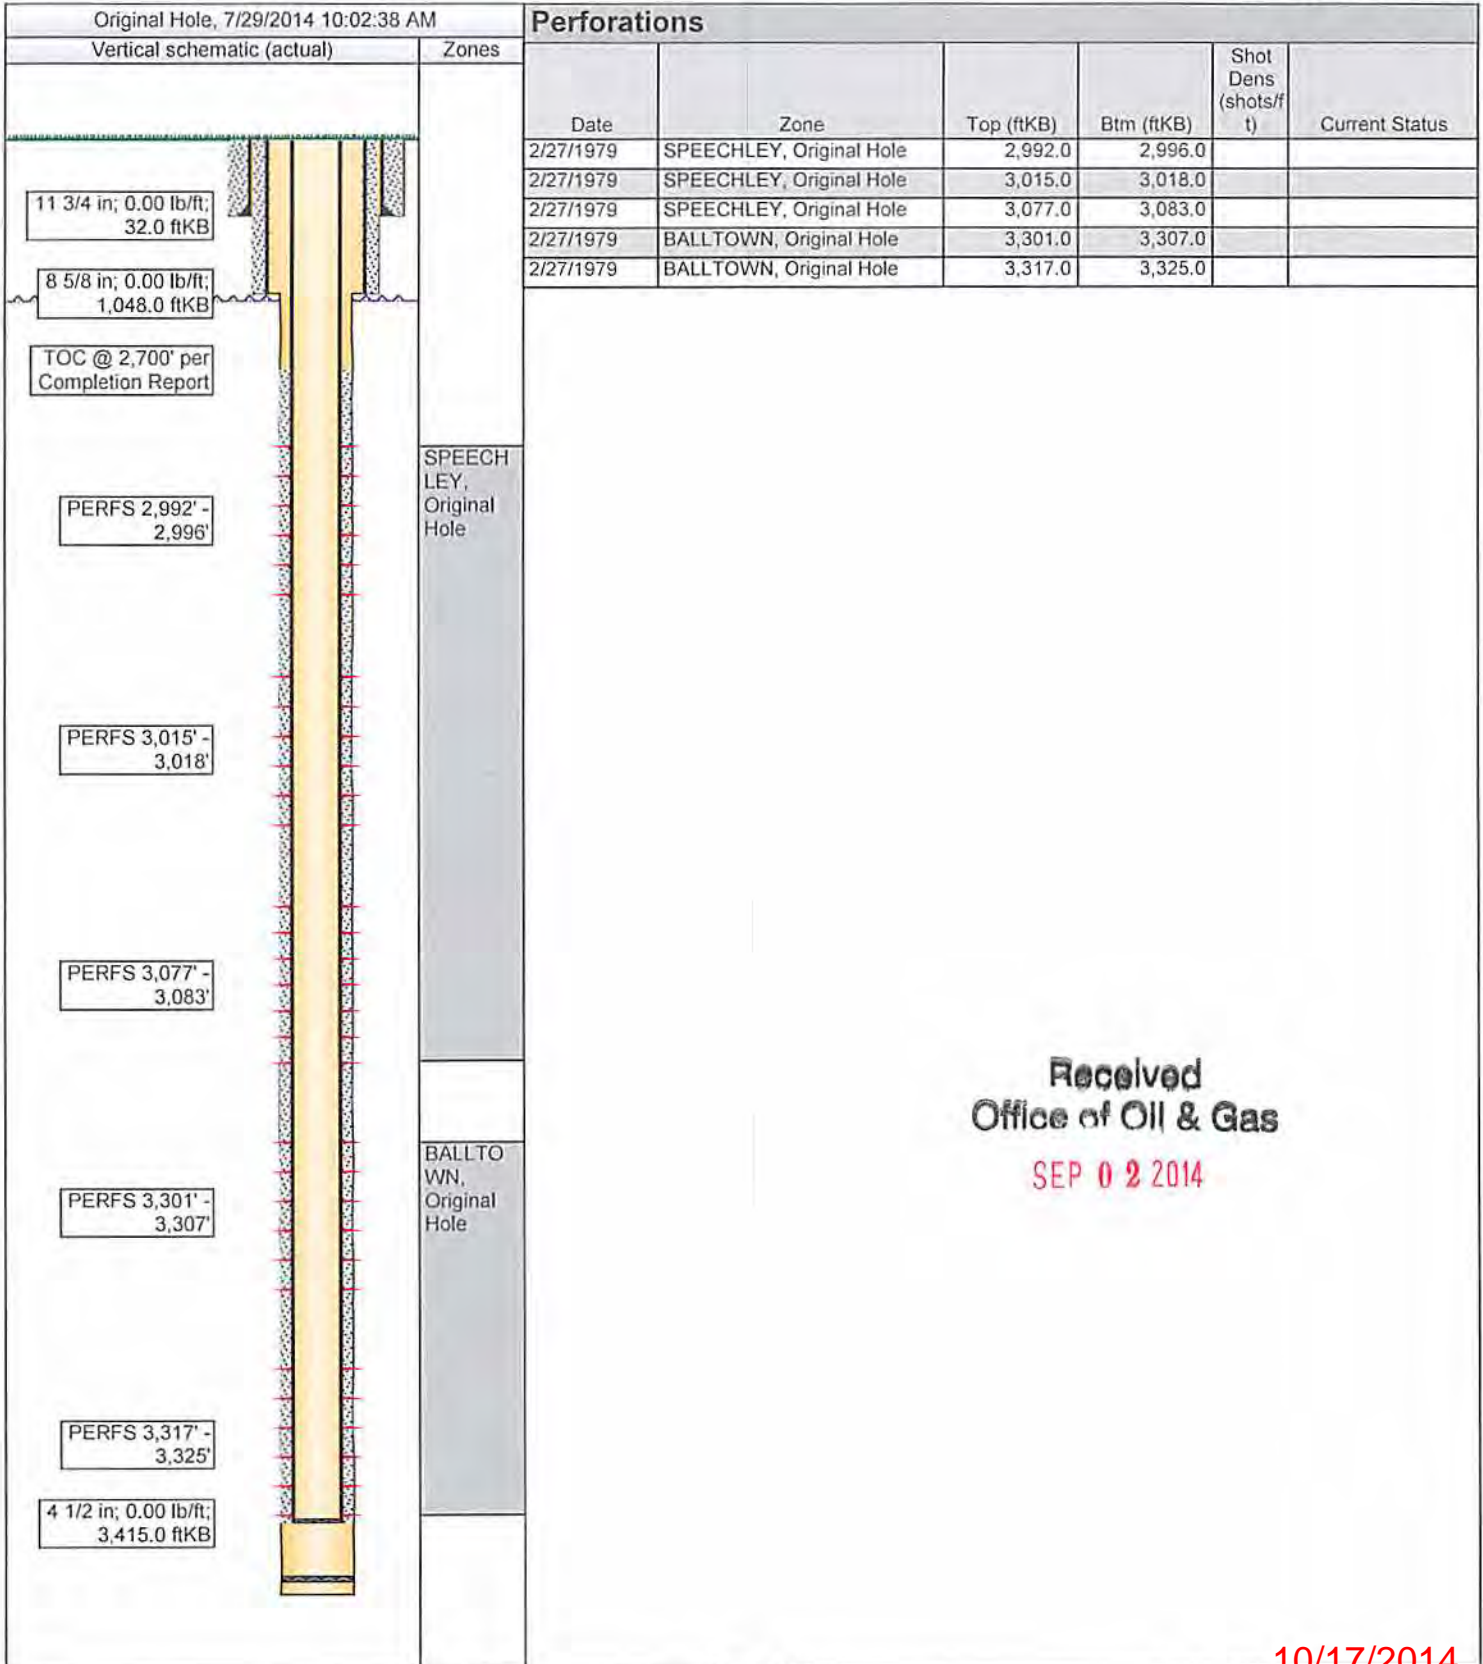 Original Hole, 7/29/2014 10:02:38 AM
Vertical schematic (actual)
Zones
11 3/4 in; 0.00 lb/ft;
32.0 ftKB
8 5/8 in; 0.00 lb/ft;
1,048.0 ftKB
TOC @ 2,700' per
Completion Report
SPEECH
LEY,
Original
Hole
PERFS 2,992' -
2,996'
PERFS 3,015' -
3,018'
PERFS 3,077' -
3,083'
BALLTO
WN,
Original
Hole
PERFS 3,301' -
3,307'
PERFS 3,317' -
3,325'
4 1/2 in; 0.00 lb/ft;
3,415.0 ftKB
Perforations
Date Zone Top (ftKB) Btm (ftKB) Shot Dens (shots/f t) Current Status
2/27/1979 SPEECHLEY, Original Hole 2,992.0 2,996.0
2/27/1979 SPEECHLEY, Original Hole 3,015.0 3,018.0
2/27/1979 SPEECHLEY, Original Hole 3,077.0 3,083.0
2/27/1979 BALLTOWN, Original Hole 3,301.0 3,307.0
2/27/1979 BALLTOWN, Original Hole 3,317.0 3,325.0
Received
Office of Oil & Gas
SEP 02 2014
10/17/2014